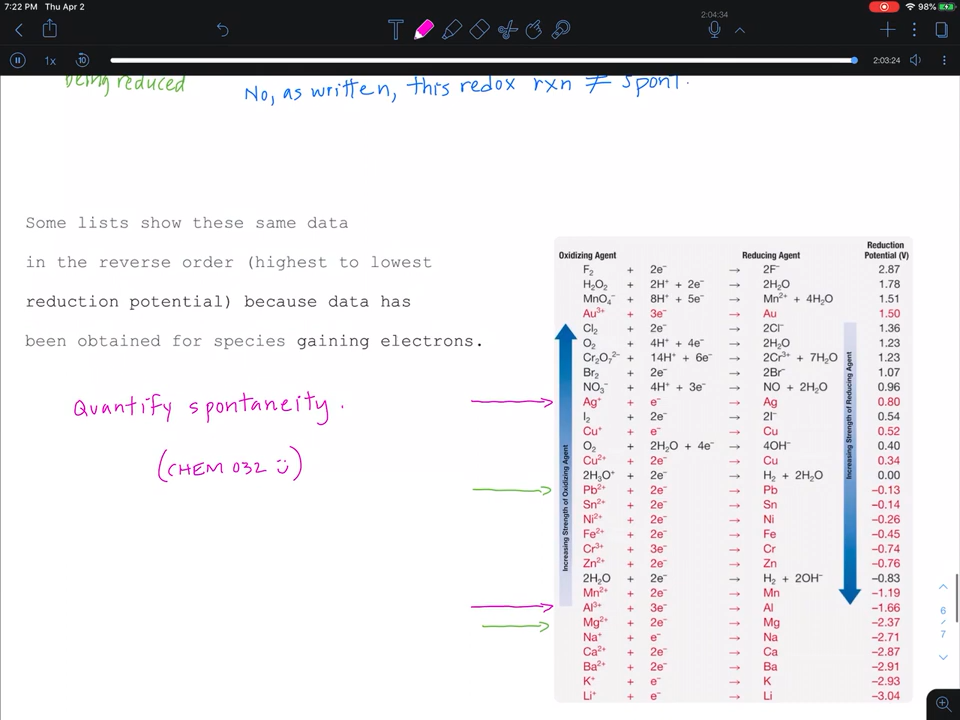 7:22 PM Thu Apr 2
98%
2:04:34
1x
10
2:03:24
being reduced
No, as written, this redox rxn ≠ spont.
Some lists show these same data
in the reverse order (highest to lowest
reduction potential) because data has
been obtained for species gaining electrons.
Quantify spontaneity.
(CHEM 032 ü)
Oxidizing Agent Reducing Agent Reduction Potential (V)
F₂ + 2e⁻ → 2F⁻ 2.87
H₂O₂ + 2H⁺ + 2e⁻ → 2H₂O 1.78
MnO₄⁻ + 8H⁺ + 5e⁻ → Mn²⁺ + 4H₂O 1.51
Au³⁺ + 3e⁻ → Au 1.50
Cl₂ + 2e⁻ → 2Cl⁻ 1.36
O₂ + 4H⁺ + 4e⁻ → 2H₂O 1.23
Cr₂O₇²⁻ + 14H⁺ + 6e⁻ → 2Cr³⁺ + 7H₂O 1.23
Br₂ + 2e⁻ → 2Br⁻ 1.07
NO₃⁻ + 4H⁺ + 3e⁻ → NO + 2H₂O 0.96
Ag⁺ + e⁻ → Ag 0.80
I₂ + 2e⁻ → 2I⁻ 0.54
Cu⁺ + e⁻ → Cu 0.52
O₂ + 2H₂O + 4e⁻ → 4OH⁻ 0.40
Cu²⁺ + 2e⁻ → Cu 0.34
2H₃O⁺ + 2e⁻ → H₂ + 2H₂O 0.00
Pb²⁺ + 2e⁻ → Pb −0.13
Sn²⁺ + 2e⁻ → Sn −0.14
Ni²⁺ + 2e⁻ → Ni −0.26
Fe²⁺ + 2e⁻ → Fe −0.45
Cr³⁺ + 3e⁻ → Cr −0.74
Zn²⁺ + 2e⁻ → Zn −0.76
2H₂O + 2e⁻ → H₂ + 2OH⁻ −0.83
Mn²⁺ + 2e⁻ → Mn −1.19
Al³⁺ + 3e⁻ → Al −1.66
Mg²⁺ + 2e⁻ → Mg −2.37
Na⁺ + e⁻ → Na −2.71
Ca²⁺ + 2e⁻ → Ca −2.87
Ba²⁺ + 2e⁻ → Ba −2.91
K⁺ + e⁻ → K −2.93
Li⁺ + e⁻ → Li −3.04
Increasing Strength of Oxidizing Agent
Increasing Strength of Reducing Agent
6
/
7